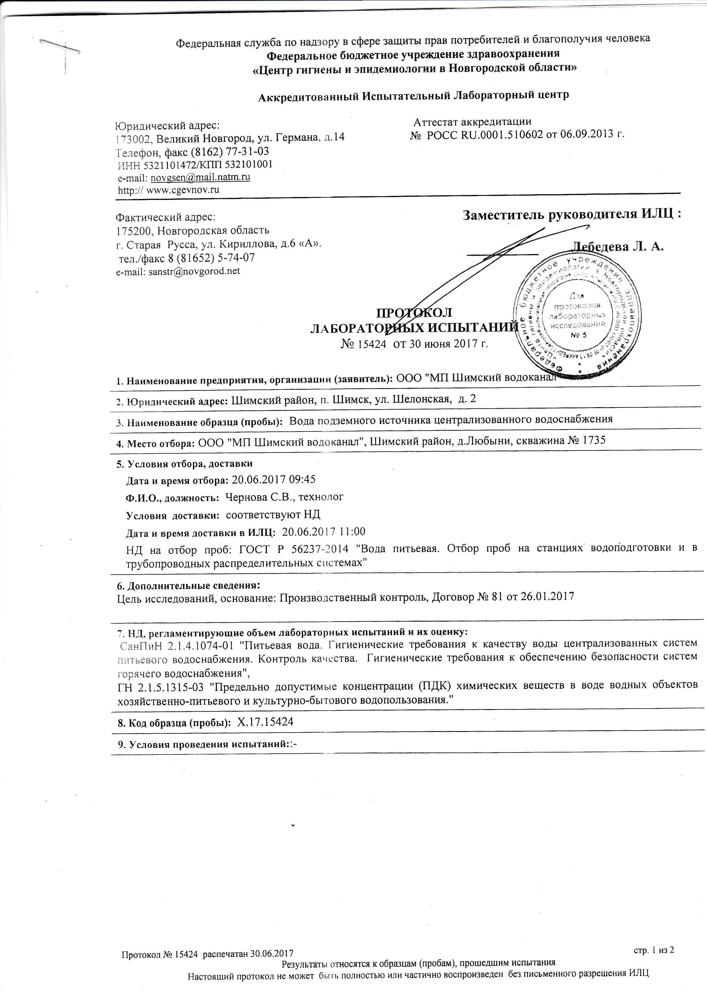 Федеральная служба по надзору в сфере защиты прав потребителей и благополучия человека
Федеральное бюджетное учреждение здравоохранения
«Центр гигиены и эпидемиологии в Новгородской области»
Аккредитованный Испытательный Лабораторный центр
Юридический адрес:
173002, Великий Новгород, ул. Германа, д.14
Телефон, факс (8162) 77-31-03
ИНН 5321101472/КПП 532101001
e-mail: novgsen@mail.natm.ru
http:// www.cgevnov.ru
Аттестат аккредитации
№ РОСС RU.0001.510602 от 06.09.2013 г.
Фактический адрес:
175200, Новгородская область
г. Старая Русса, ул. Кириллова, д.6 «А».
тел./факс 8 (81652) 5-74-07
e-mail: sanstr@novgorod.net
Заместитель руководителя ИЛЦ :
Лебедева Л. А.
Федеральное бюджетное учреждение здравоохранения
"Центр гигиены и эпидемиологии в Новгородской области"
Для
протоколов
лабораторных
исследований
№ 5
ПРОТОКОЛ
ЛАБОРАТОРНЫХ ИСПЫТАНИЙ
№ 15424 от 30 июня 2017 г.
1. Наименование предприятия, организации (заявитель): ООО "МП Шимский водоканал"
2. Юридический адрес: Шимский район, п. Шимск, ул. Шелонская, д. 2
3. Наименование образца (пробы): Вода подземного источника централизованного водоснабжения
4. Место отбора: ООО "МП Шимский водоканал", Шимский район, д.Любыни, скважина № 1735
5. Условия отбора, доставки
Дата и время отбора: 20.06.2017 09:45
Ф.И.О., должность: Чернова С.В., технолог
Условия доставки: соответствуют НД
Дата и время доставки в ИЛЦ: 20.06.2017 11:00
НД на отбор проб: ГОСТ Р 56237-2014 "Вода питьевая. Отбор проб на станциях водоподготовки и в
трубопроводных распределительных системах"
6. Дополнительные сведения:
Цель исследований, основание: Производственный контроль, Договор № 81 от 26.01.2017
7. НД, регламентирующие объем лабораторных испытаний и их оценку:
СанПиН 2.1.4.1074-01 "Питьевая вода. Гигиенические требования к качеству воды централизованных систем
питьевого водоснабжения. Контроль качества. Гигиенические требования к обеспечению безопасности систем
горячего водоснабжения",
ГН 2.1.5.1315-03 "Предельно допустимые концентрации (ПДК) химических веществ в воде водных объектов
хозяйственно-питьевого и культурно-бытового водопользования."
8. Код образца (пробы): Х.17.15424
9. Условия проведения испытаний::-
Протокол № 15424 распечатан 30.06.2017
стр. 1 из 2
Результаты относятся к образцам (пробам), прошедшим испытания
Настоящий протокол не может быть полностью или частично воспроизведен без письменного разрешения ИЛЦ